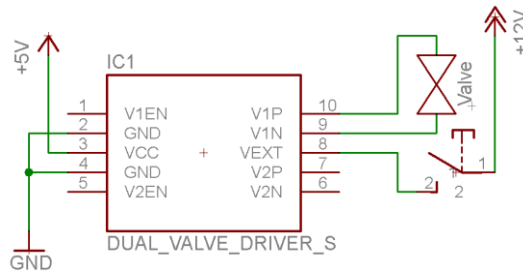 +5V
+12V
IC1
1 V1EN V1P 10
2 GND V1N 9
3 VCC VEXT 8
4 GND V2P 7
5 V2EN V2N 6
Valve
1
2
2
GND
DUAL_VALVE_DRIVER_S